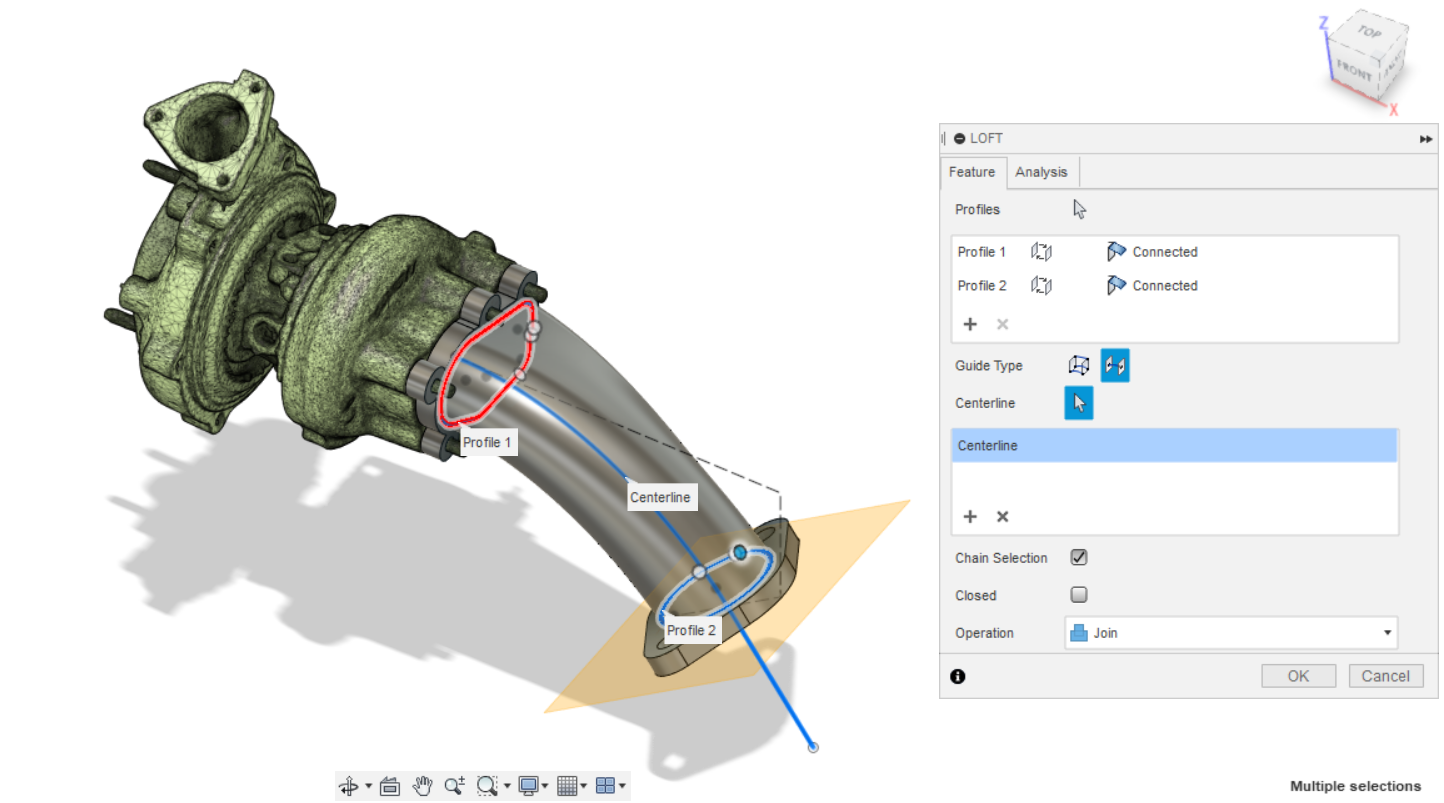 Z
TOP
FRONT
X
LOFT
Feature
Analysis
Profiles
Profile 1
Connected
Profile 2
Connected
Guide Type
Centerline
Centerline
Chain Selection
Closed
Operation
Join
OK
Cancel
Profile 1
Centerline
Profile 2
Multiple selections